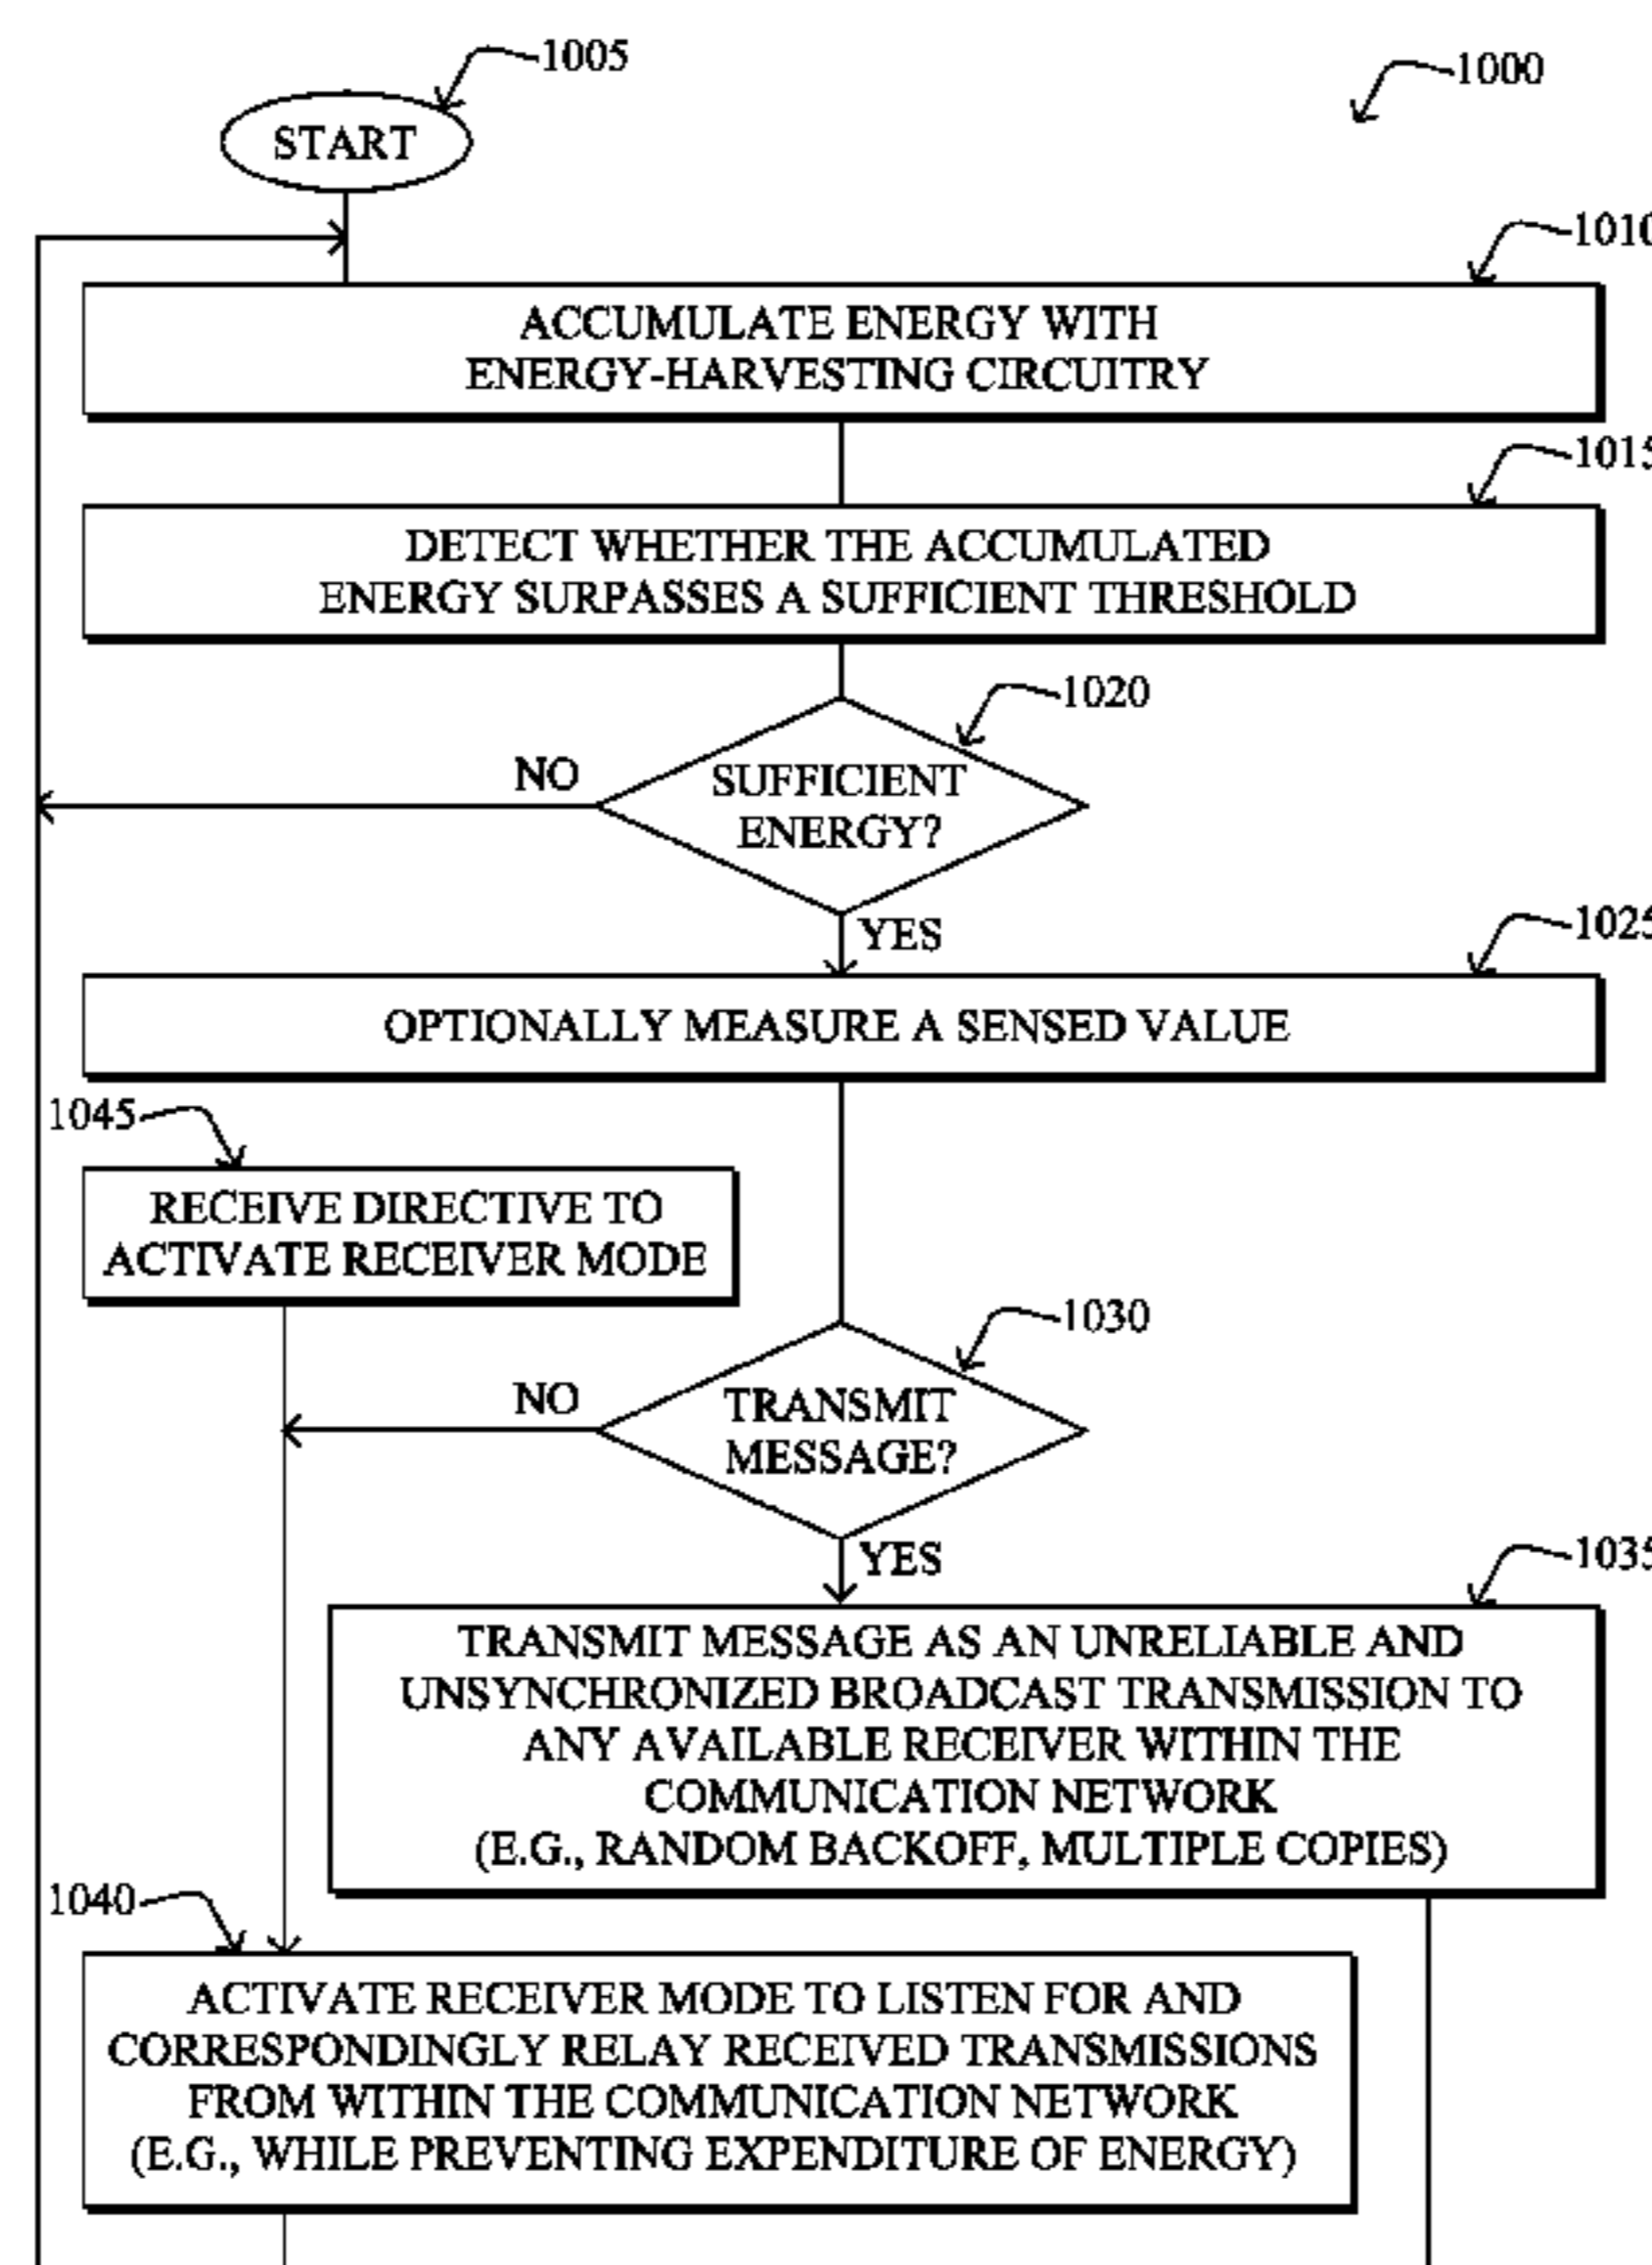 1005
1000
START
1010
ACCUMULATE ENERGY WITH
ENERGY-HARVESTING CIRCUITRY
1015
DETECT WHETHER THE ACCUMULATED
ENERGY SURPASSES A SUFFICIENT THRESHOLD
1020
NO
SUFFICIENT
ENERGY?
YES
1025
OPTIONALLY MEASURE A SENSED VALUE
1045
RECEIVE DIRECTIVE TO
ACTIVATE RECEIVER MODE
1030
NO
TRANSMIT
MESSAGE?
YES
1035
TRANSMIT MESSAGE AS AN UNRELIABLE AND
UNSYNCHRONIZED BROADCAST TRANSMISSION TO
ANY AVAILABLE RECEIVER WITHIN THE
COMMUNICATION NETWORK
(E.G., RANDOM BACKOFF, MULTIPLE COPIES)
1040
ACTIVATE RECEIVER MODE TO LISTEN FOR AND
CORRESPONDINGLY RELAY RECEIVED TRANSMISSIONS
FROM WITHIN THE COMMUNICATION NETWORK
(E.G., WHILE PREVENTING EXPENDITURE OF ENERGY)